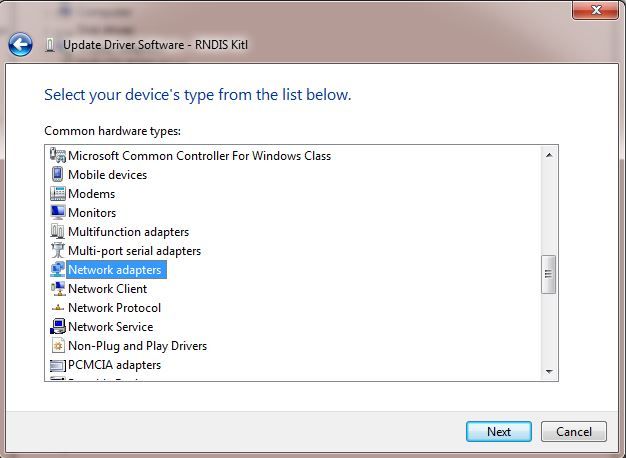 Update Driver Software - RNDIS Kitl
Select your device's type from the list below.
Common hardware types:
Microsoft Common Controller For Windows Class
Mobile devices
Modems
Monitors
Multifunction adapters
Multi-port serial adapters
Network adapters
Network Client
Network Protocol
Network Service
Non-Plug and Play Drivers
PCMCIA adapters
Next
Cancel